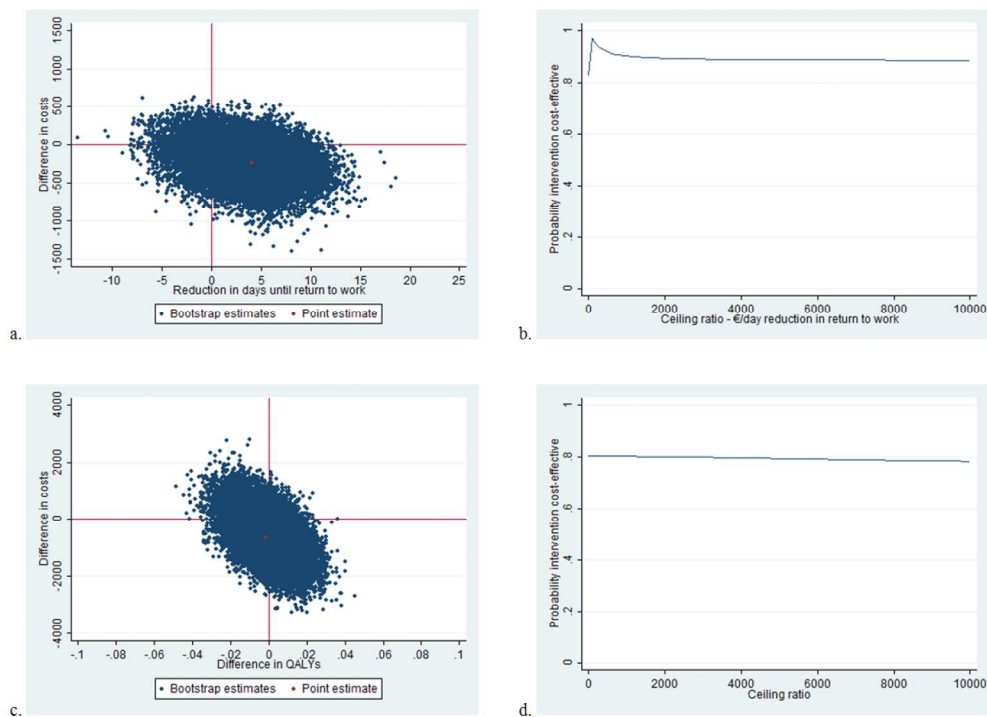 1500
1000
500
0
-500
-1000
-1500
Difference in costs
-10 -5 0 5 10 15 20 25
Reduction in days until return to work
Bootstrap estimates Point estimate
a.
1
.8
.6
.4
.2
0
Probability intervention cost-effective
0 2000 4000 6000 8000 10000
Ceiling ratio - €/day reduction in return to work
b.
4000
2000
0
-2000
-4000
Difference in costs
-.1 -.08 -.06 -.04 -.02 0 .02 .04 .06 .08 .1
Difference in QALYs
Bootstrap estimates Point estimate
c.
1
.8
.6
.4
.2
0
Probability intervention cost-effective
0 2000 4000 6000 8000 10000
Ceiling ratio
d.